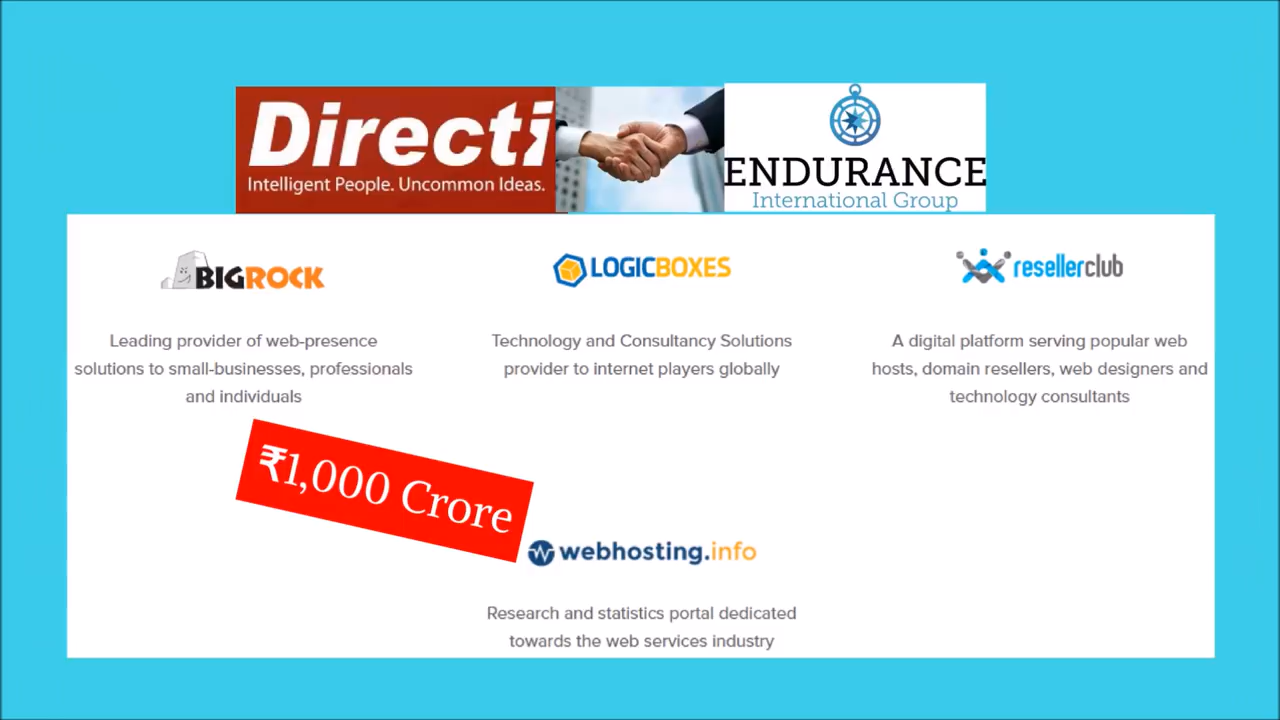 Directi
Intelligent People. Uncommon Ideas.
ENDURANCE
International Group
BIGROCK
Leading provider of web-presence
solutions to small-businesses, professionals
and individuals
LOGICBOXES
Technology and Consultancy Solutions
provider to internet players globally
resellerclub
A digital platform serving popular web
hosts, domain resellers, web designers and
technology consultants
₹1,000 Crore
webhosting.info
Research and statistics portal dedicated
towards the web services industry